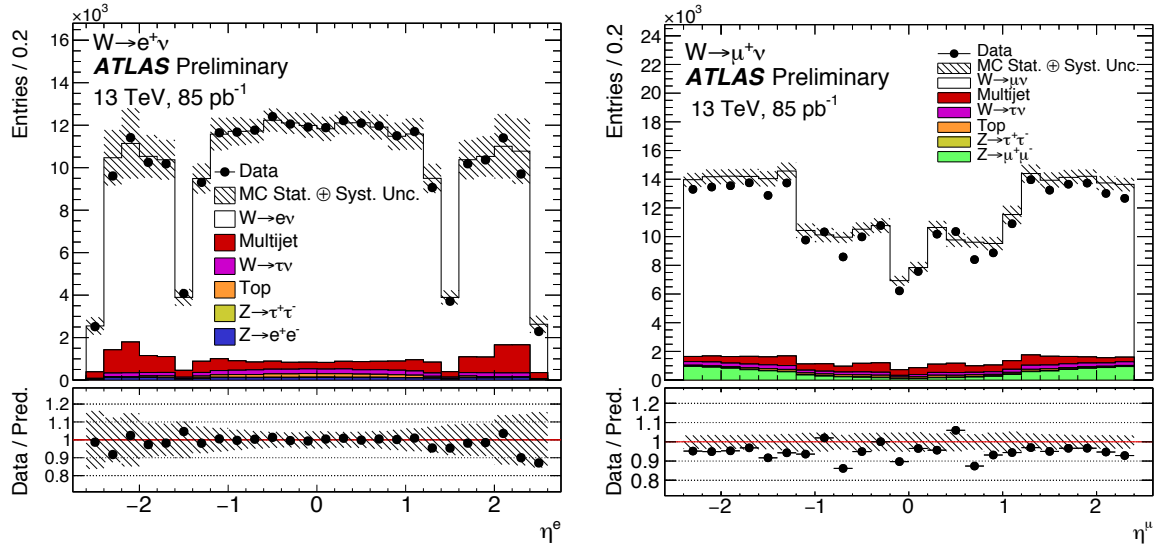 ×10³
16
14
12
10
8
6
4
2
0
Entries / 0.2
W→e⁺ν
ATLAS Preliminary
13 TeV, 85 pb⁻¹
Data
MC Stat. ⊕ Syst. Unc.
W→eν
Multijet
W→τν
Top
Z→τ⁺τ⁻
Z→e⁺e⁻
1.2
1.1
1
0.9
0.8
Data / Pred.
−2
−1
0
1
2
ηᵉ
×10³
24
22
20
18
16
14
12
10
8
6
4
2
0
Entries / 0.2
W→μ⁺ν
ATLAS Preliminary
13 TeV, 85 pb⁻¹
Data
MC Stat. ⊕ Syst. Unc.
W→μν
Multijet
W→τν
Top
Z→τ⁺τ⁻
Z→μ⁺μ⁻
1.2
1.1
1
0.9
0.8
Data / Pred.
−2
−1
0
1
2
η^μ